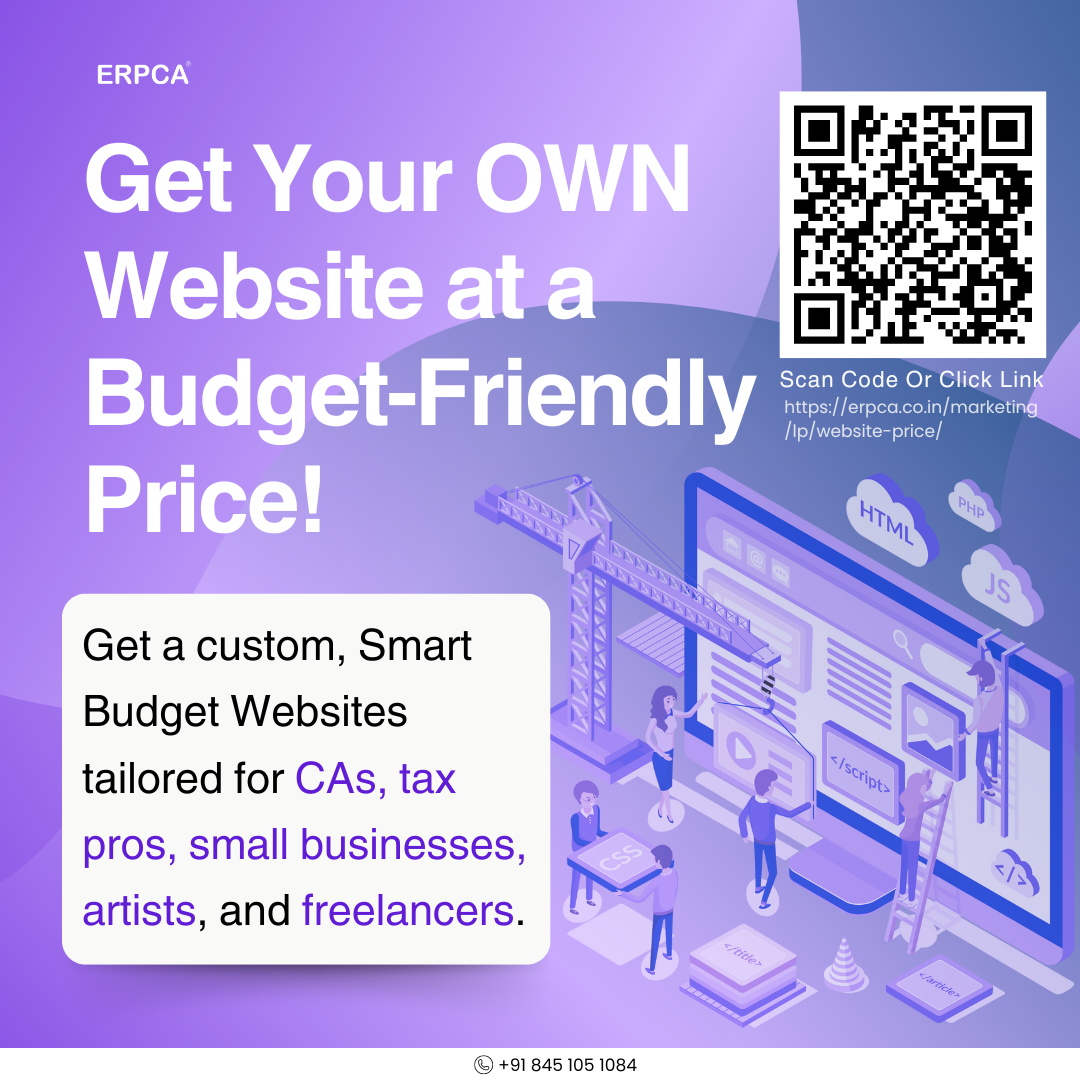 ERPCA®
Get Your OWN
Website at a
Budget-Friendly
Price!
Scan Code Or Click Link
https://erpca.co.in/marketing
/lp/website-price/
Get a custom, Smart
Budget Websites
tailored for CAs, tax
pros, small businesses,
artists, and freelancers.
HTML
PHP
JS
</script>
CSS
</>
</title>
</article>
+91 845 105 1084